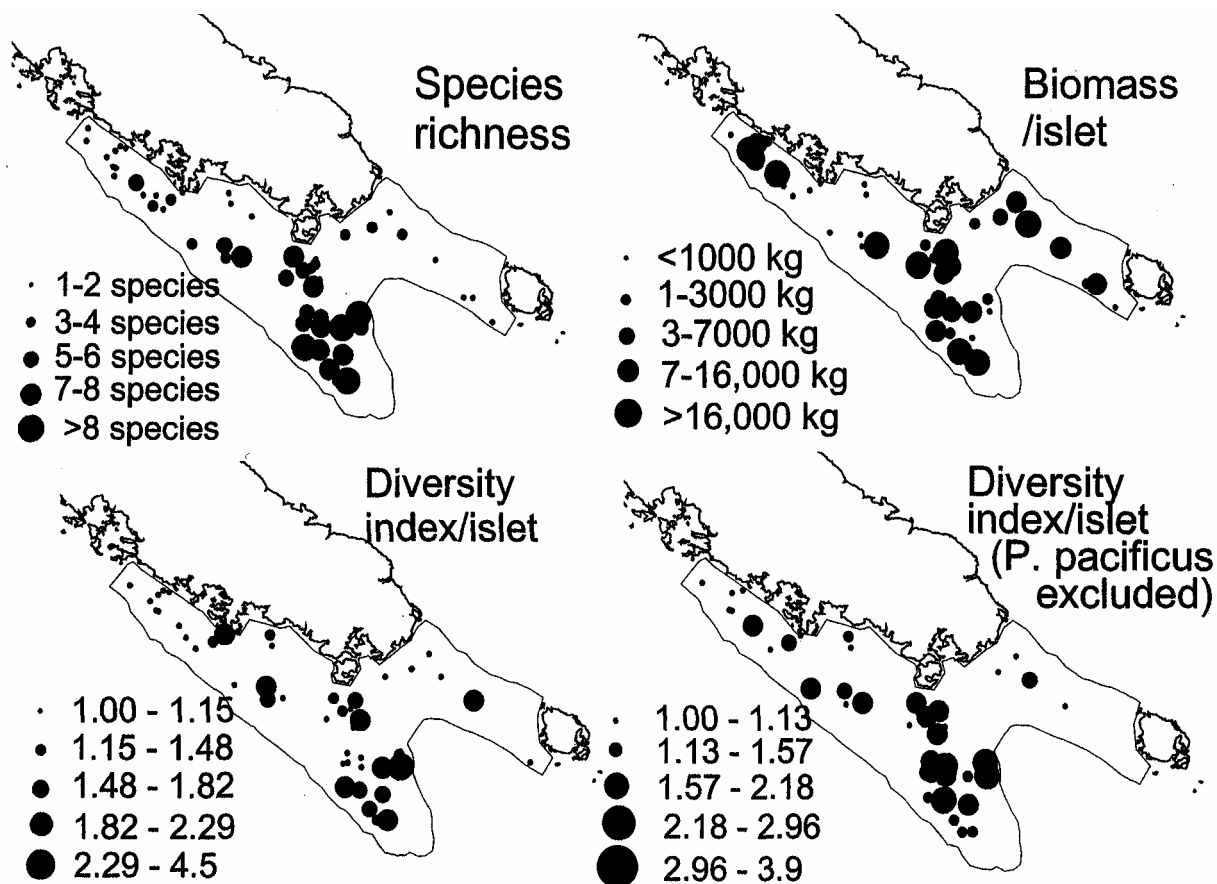 Species
richness
1-2 species
3-4 species
5-6 species
7-8 species
>8 species
Biomass
/islet
<1000 kg
1-3000 kg
3-7000 kg
7-16,000 kg
>16,000 kg
Diversity
index/islet
1.00 - 1.15
1.15 - 1.48
1.48 - 1.82
1.82 - 2.29
2.29 - 4.5
Diversity
index/islet
(P. pacificus
excluded)
1.00 - 1.13
1.13 - 1.57
1.57 - 2.18
2.18 - 2.96
2.96 - 3.9